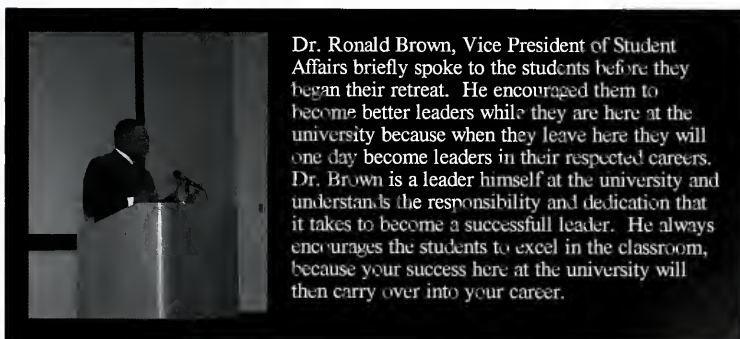 Dr. Ronald Brown, Vice President of Student
Affairs briefly spoke to the students before they
began their retreat. He encouraged them to
become better leaders while they are here at the
university because when they leave here they will
one day become leaders in their respected careers.
Dr. Brown is a leader himself at the university and
understands the responsibility and dedication that
it takes to become a successfull leader. He always
encourages the students to excel in the classroom,
because your success here at the university will
then carry over into your career.